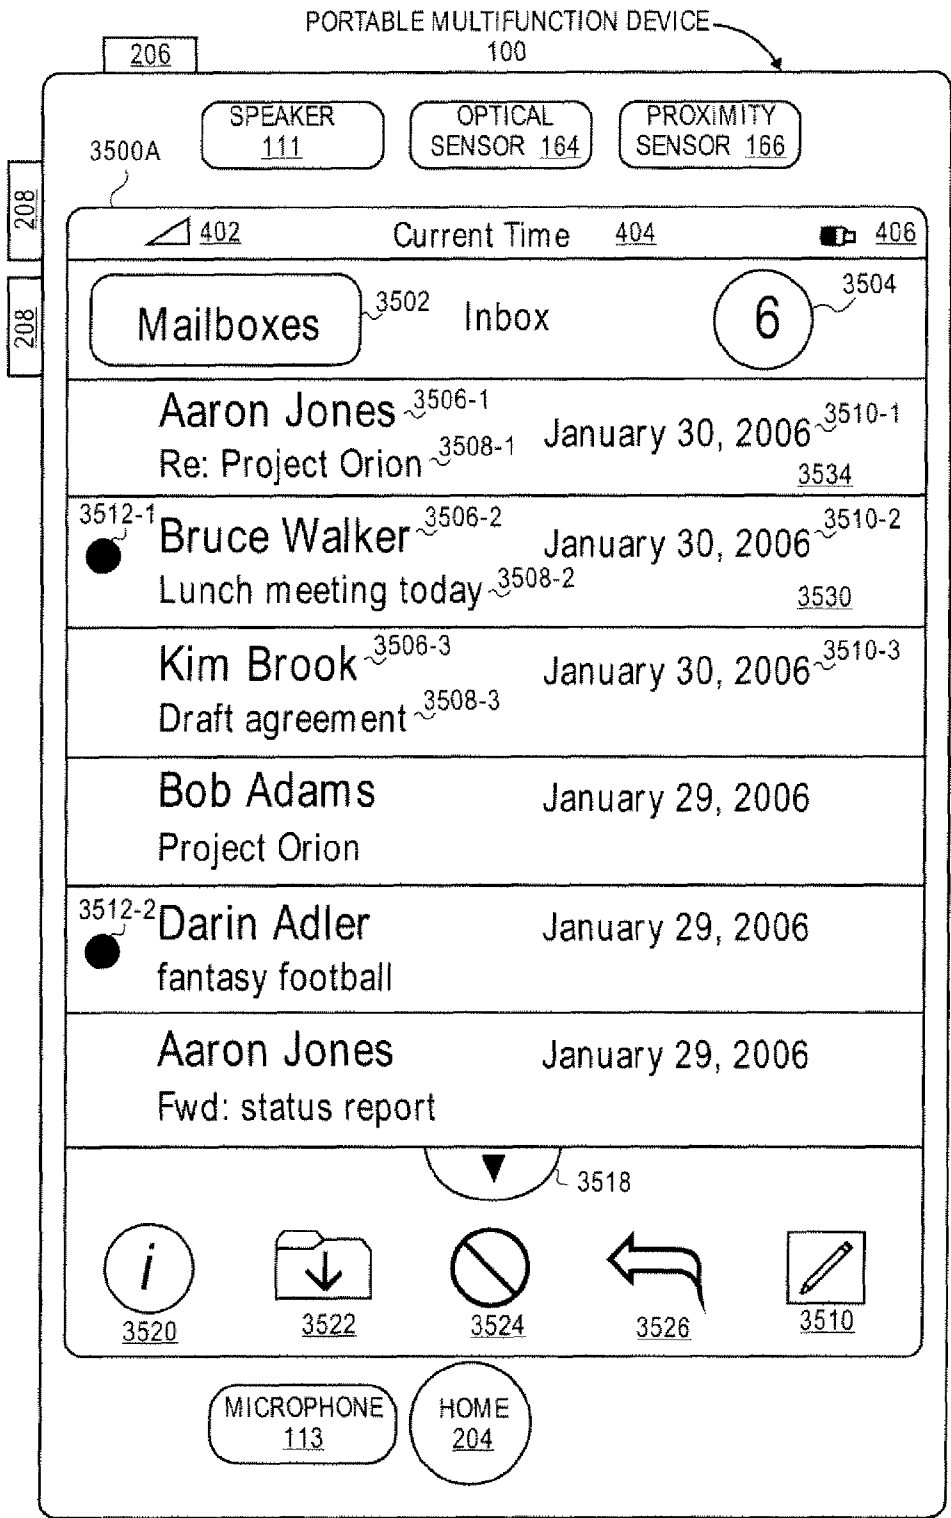 PORTABLE MULTIFUNCTION DEVICE
100
206
SPEAKER
111
OPTICAL
SENSOR 164
PROXIMITY
SENSOR 166
3500A
208
208
402
Current Time 404
406
Mailboxes
3502
Inbox
6
3504
Aaron Jones 3506-1
January 30, 2006 3510-1
Re: Project Orion 3508-1
3534
3512-1
Bruce Walker 3506-2
January 30, 2006 3510-2
Lunch meeting today 3508-2
3530
Kim Brook 3506-3
January 30, 2006 3510-3
Draft agreement 3508-3
Bob Adams
January 29, 2006
Project Orion
3512-2
Darin Adler
January 29, 2006
fantasy football
Aaron Jones
January 29, 2006
Fwd: status report
3518
i
3520
3522
3524
3526
3510
MICROPHONE
113
HOME
204